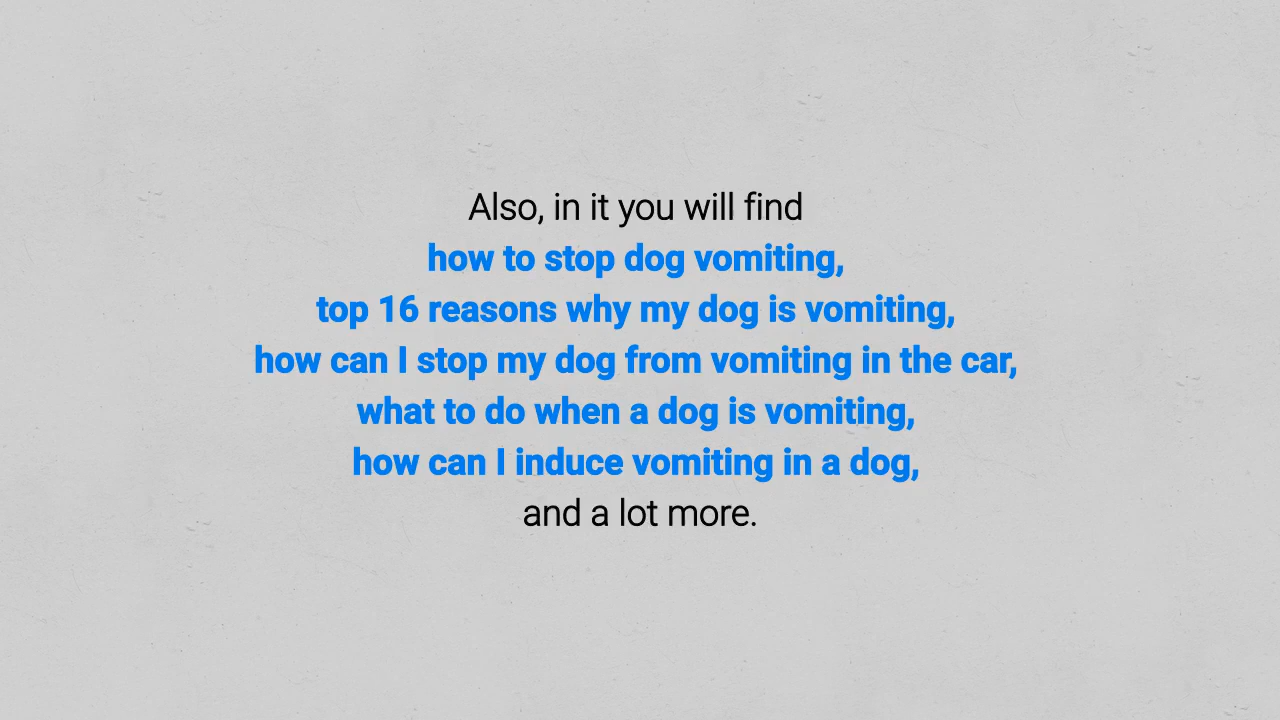 Also, in it you will find
how to stop dog vomiting,
top 16 reasons why my dog is vomiting,
how can I stop my dog from vomiting in the car,
what to do when a dog is vomiting,
how can I induce vomiting in a dog,
and a lot more.